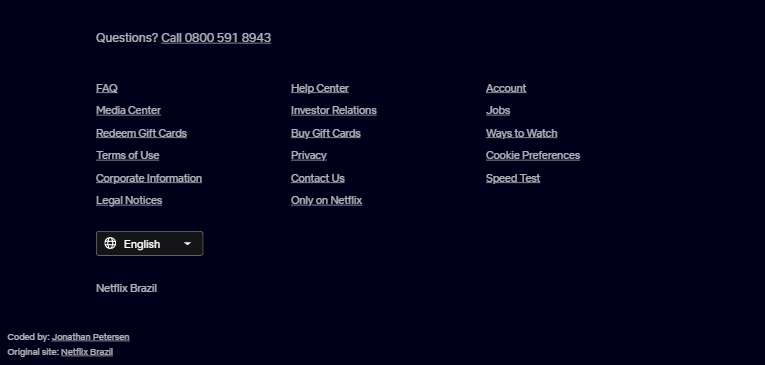 Questions? Call 0800 591 8943
FAQ Help Center Account
Media Center Investor Relations Jobs
Redeem Gift Cards Buy Gift Cards Ways to Watch
Terms of Use Privacy Cookie Preferences
Corporate Information Contact Us Speed Test
Legal Notices Only on Netflix
English
Netflix Brazil
Coded by: Jonathan Petersen
Original site: Netflix Brazil